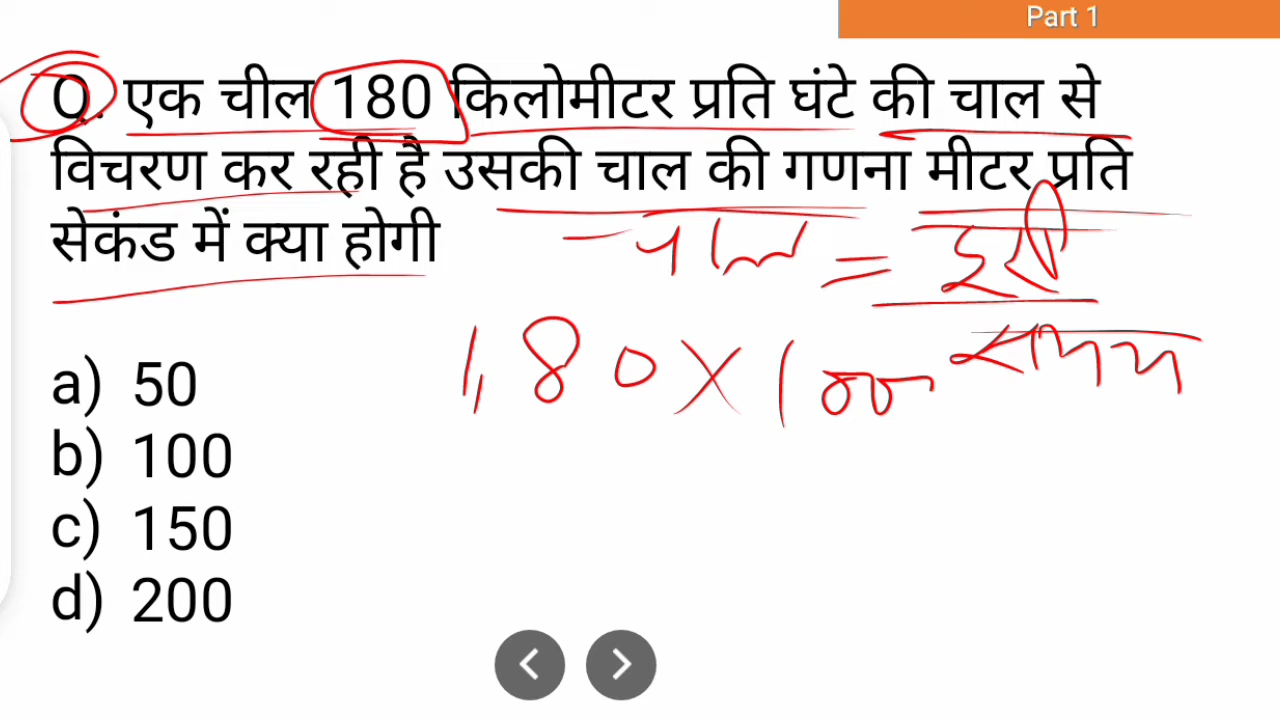 Part 1
Q. एक चील 180 किलोमीटर प्रति घंटे की चाल से
विचरण कर रही है उसकी चाल की गणना मीटर प्रति
सेकंड में क्या होगी
चाल = दूरी
समय
180 × 1000
a) 50
b) 100
c) 150
d) 200